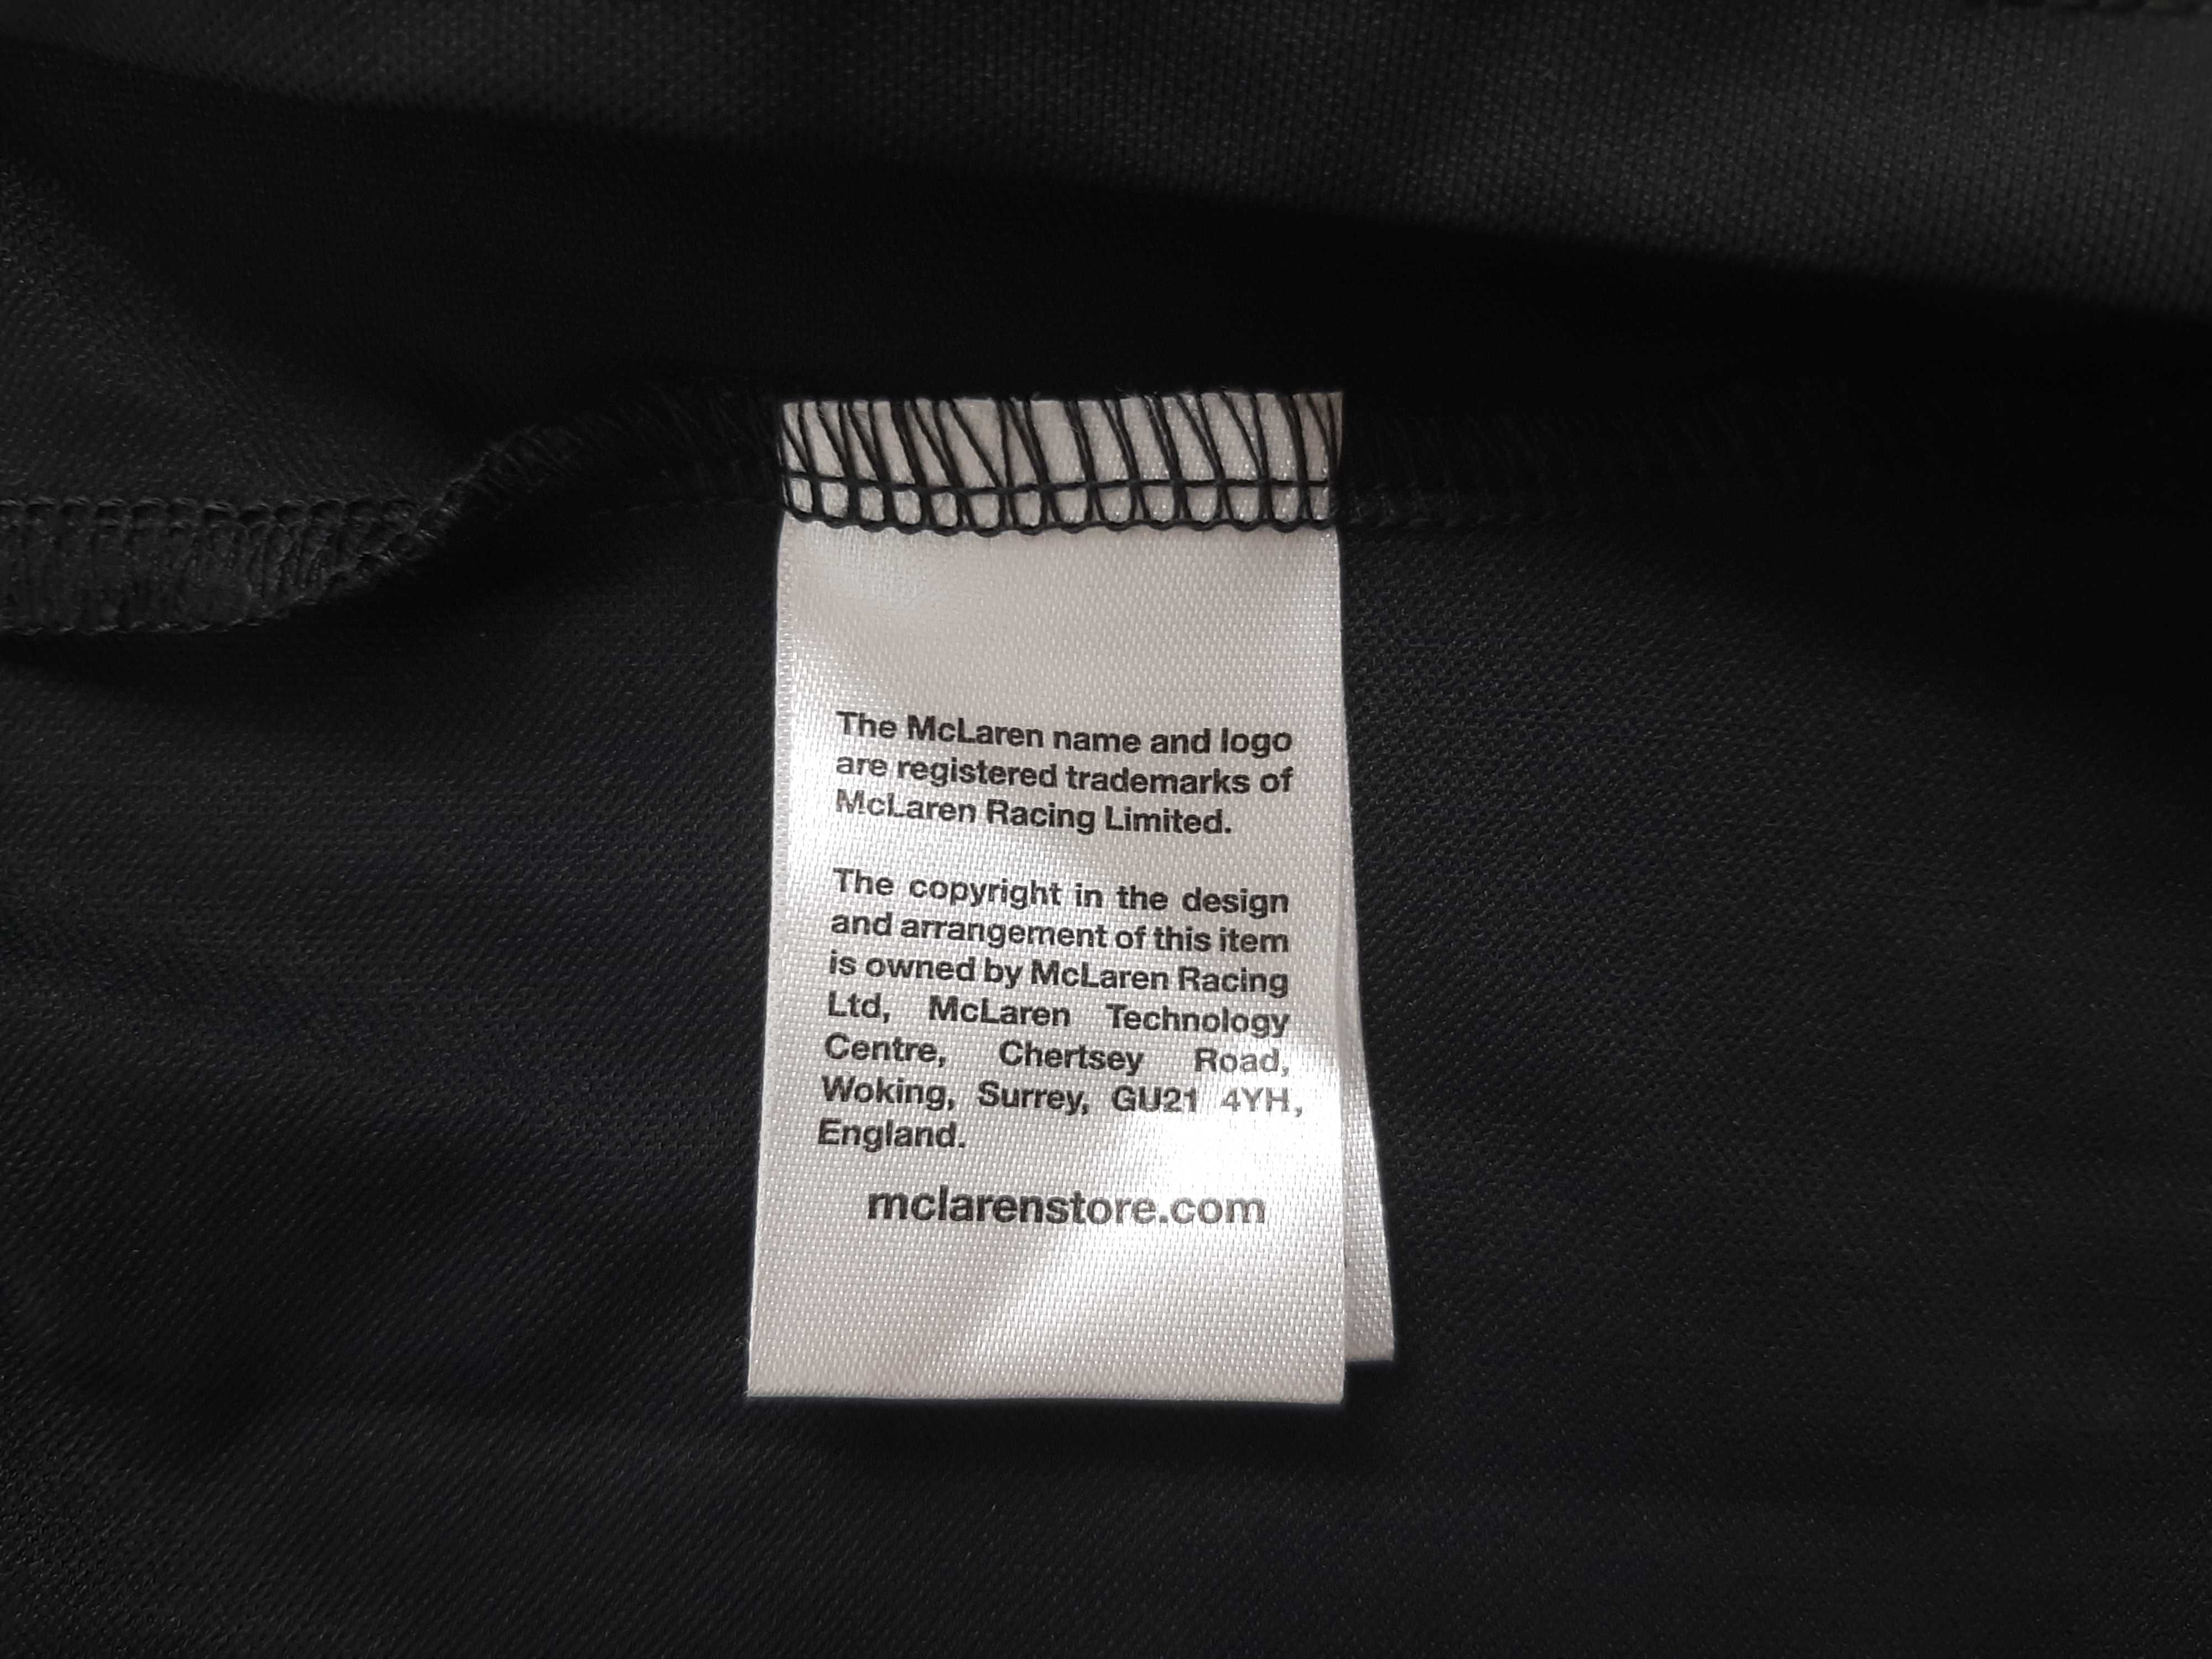 The McLaren name and logo
are registered trademarks of
McLaren Racing Limited.
The copyright in the design
and arrangement of this item
is owned by McLaren Racing
Ltd, McLaren Technology
Centre, Chertsey Road,
Woking, Surrey, GU21 4YH,
England.
mclarenstore.com